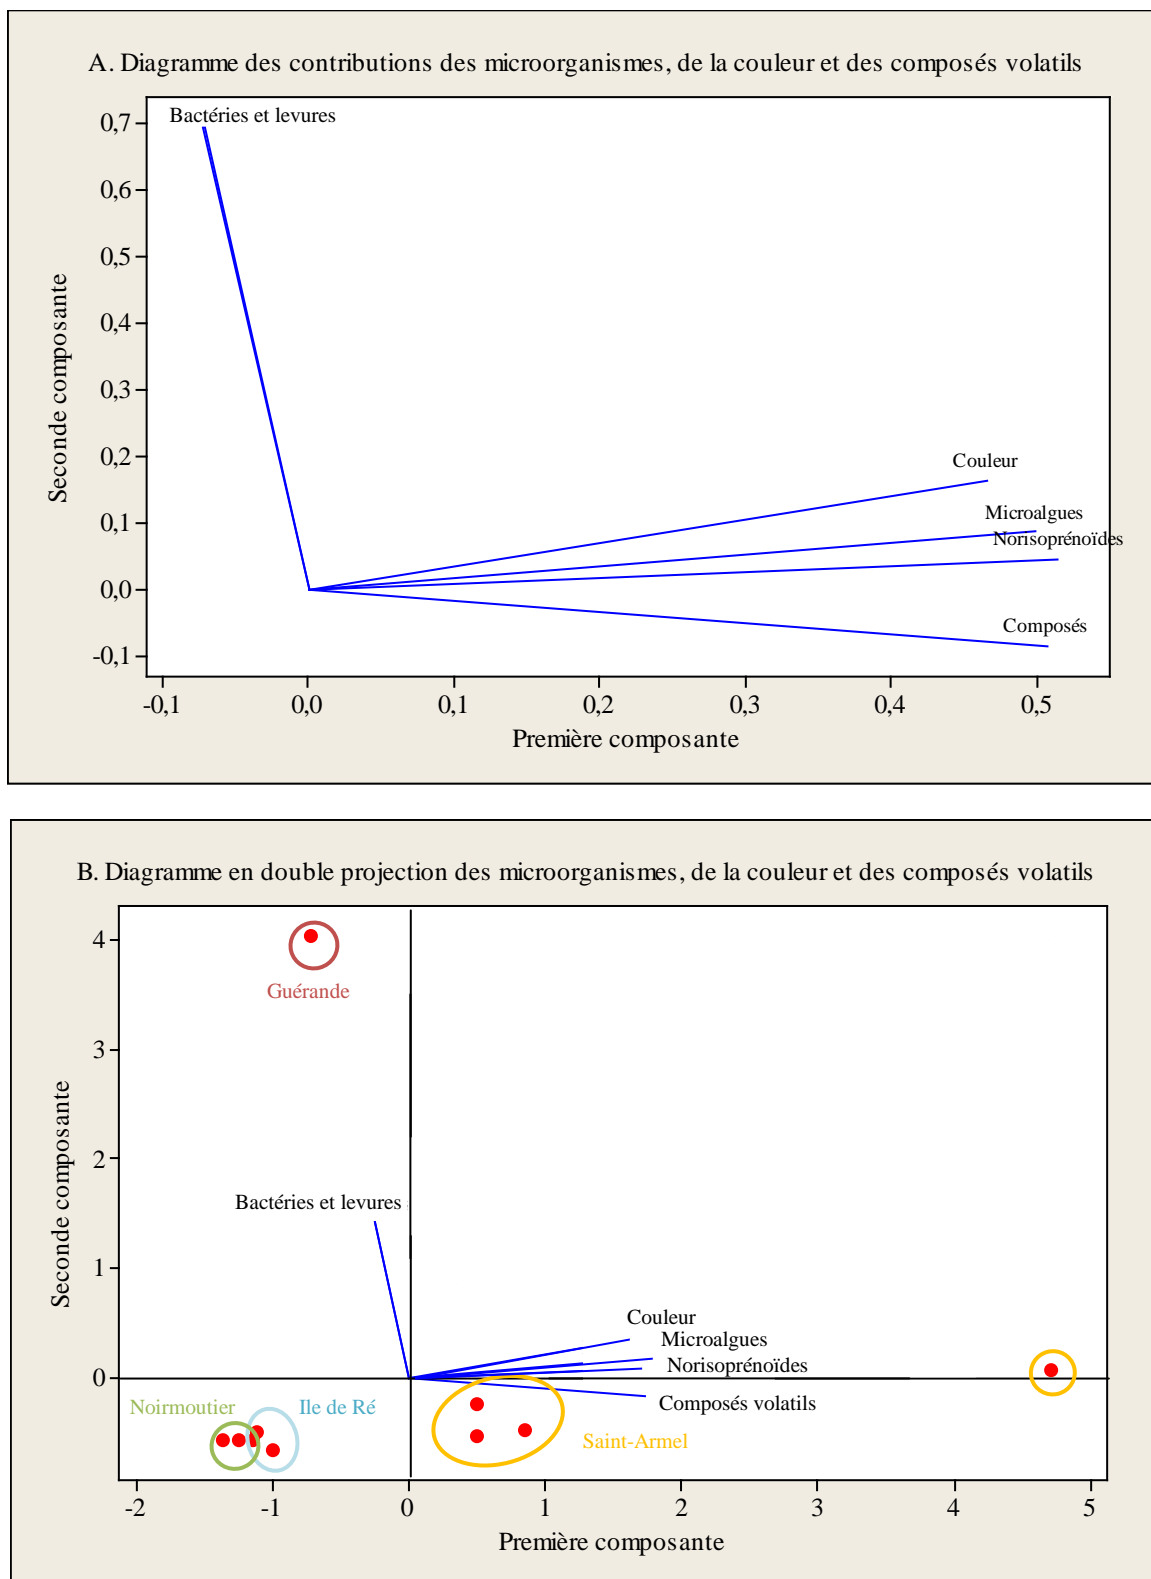 A. Diagramme des contributions des microorganismes, de la couleur et des composés volatils
Bactéries et levures
0,7
0,6
0,5
0,4
0,3
0,2
0,1
0,0
-0,1
Seconde composante
Couleur
Microalgues
Norisoprénoïdes
Composés
-0,1 0,0 0,1 0,2 0,3 0,4 0,5
Première composante
B. Diagramme en double projection des microorganismes, de la couleur et des composés volatils
4
3
2
1
0
Seconde composante
Guérande
Bactéries et levures
Couleur
Microalgues
Norisoprénoïdes
Composés volatils
Noirmoutier Ile de Ré
Saint-Armel
-2 -1 0 1 2 3 4 5
Première composante